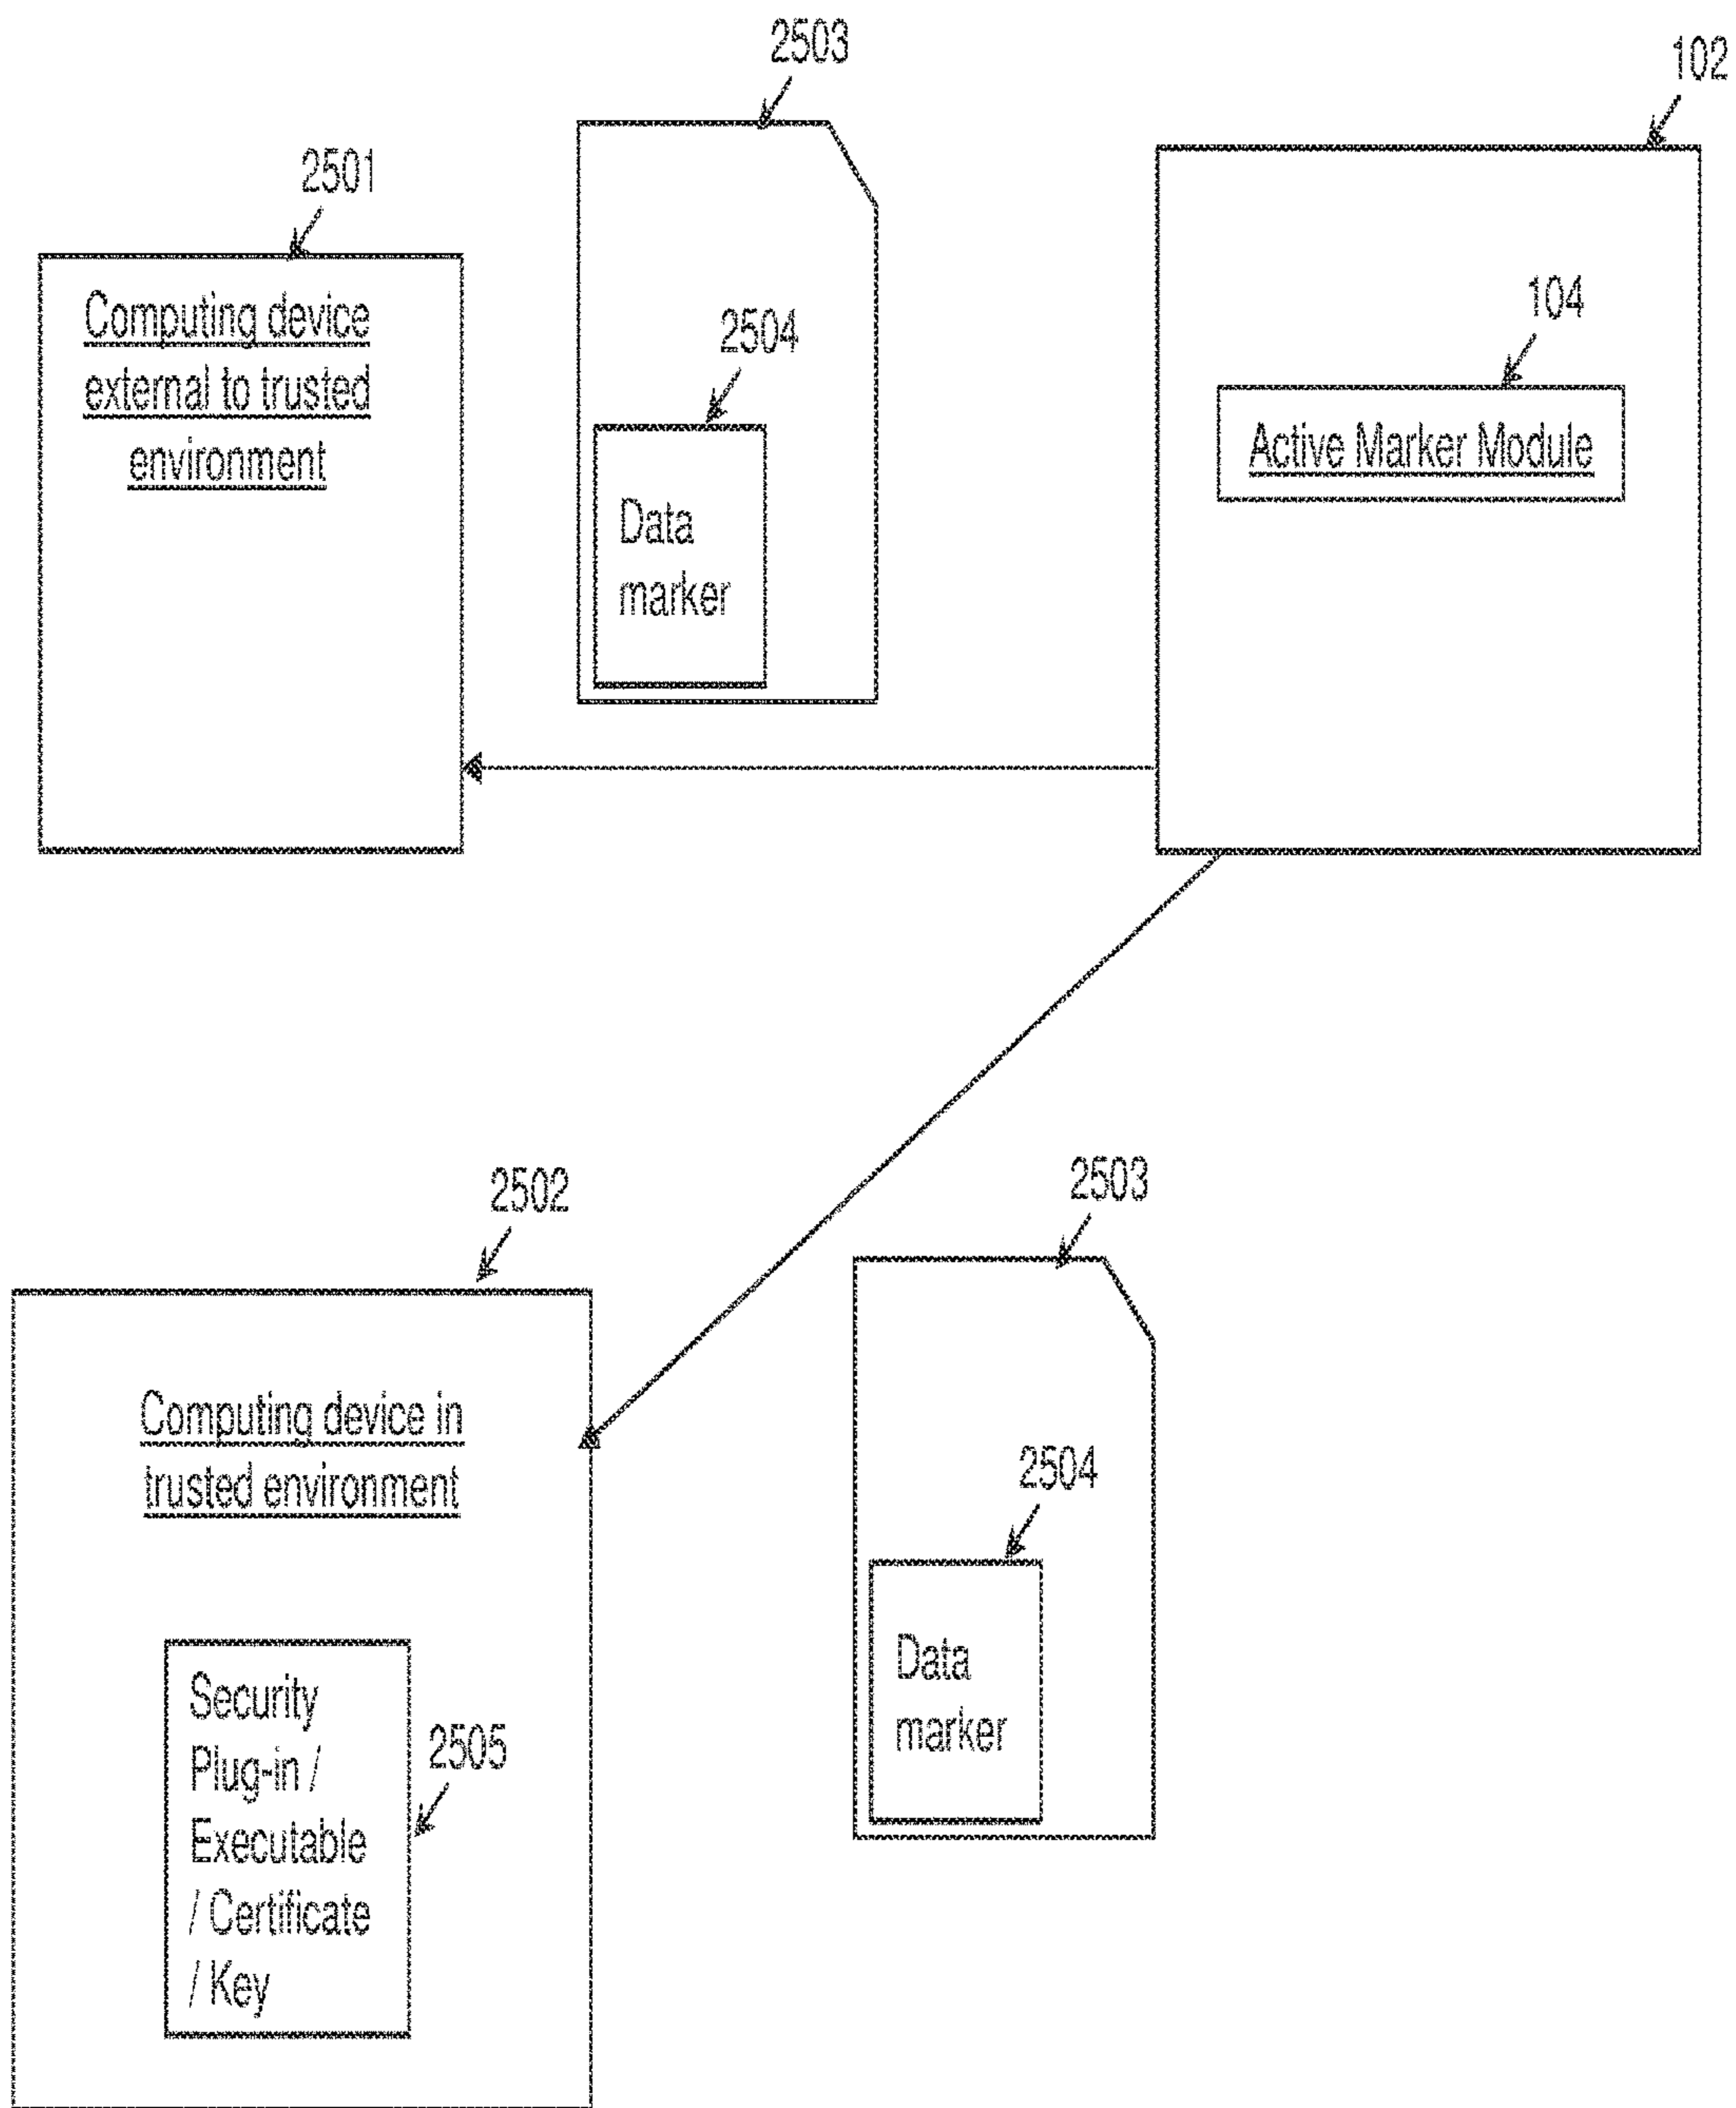 2503
102
2501
Computing device
external to trusted
environment
2504
104
Active Marker Module
Data
marker
2502
2503
Computing device in
trusted environment
2504
Security
Plug-in /
Executable
/ Certificate
/ Key
2505
Data
marker